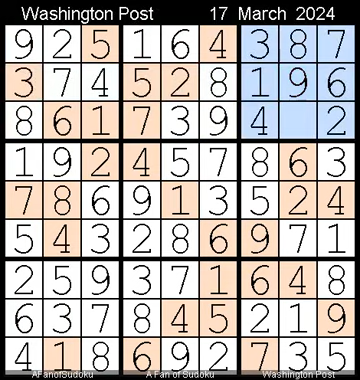 Washington Post 17 March 2024
9 2 5 1 6 4 3 8 7
3 7 4 5 2 8 1 9 6
8 6 1 7 3 9 4 2
1 9 2 4 5 7 8 6 3
7 8 6 9 1 3 5 2 4
5 4 3 2 8 6 9 7 1
2 5 9 3 7 1 6 4 8
6 3 7 8 4 5 2 1 9
4 1 8 6 9 2 7 3 5
AFanofSudoku A Fan of Sudoku Washington Post